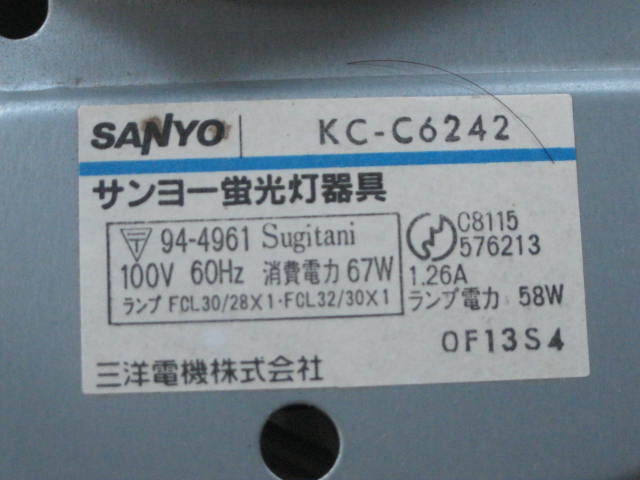 SANYO KC-C6242
サンヨー蛍光灯器具
〒 94-4961 Sugitani
100V 60Hz 消費電力 67W
ランプ FCL30/28X1・FCL32/30X1
C8115
576213
1.26A
ランプ電力 58W
0F13S4
三洋電機株式会社